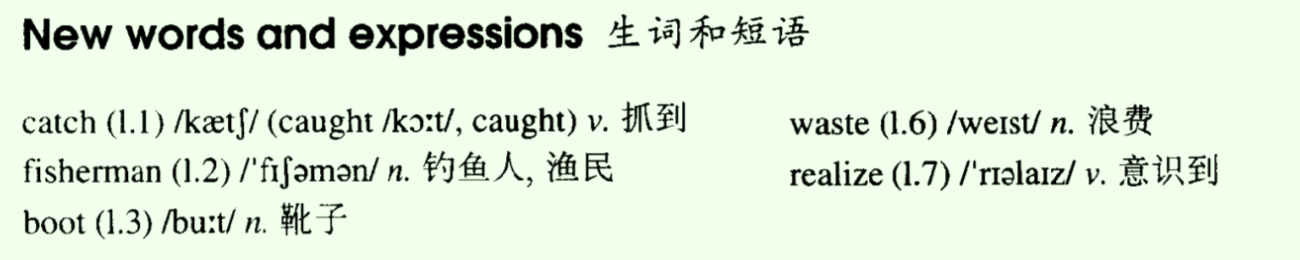 New words and expressions 生词和短语
catch (l.1) /kætʃ/ (caught /kɔːt/, caught) v. 抓到
fisherman (l.2) /ˈfɪʃəmən/ n. 钓鱼人, 渔民
boot (l.3) /buːt/ n. 靴子
waste (l.6) /weɪst/ n. 浪费
realize (l.7) /ˈrɪəlaɪz/ v. 意识到